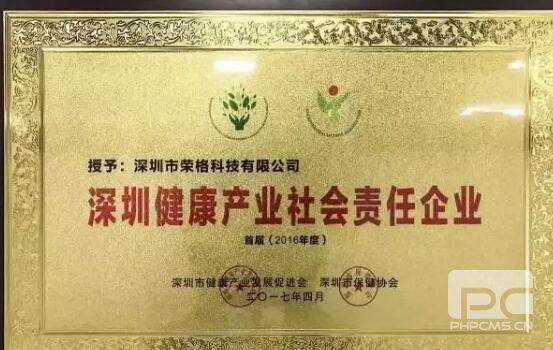 授予：深圳市荣格科技有限公司
深圳健康产业社会责任企业
首届（2016年度）
深圳市健康产业发展促进会 深圳市保健协会
二〇一七年四月
PC
PHPCMS.CN